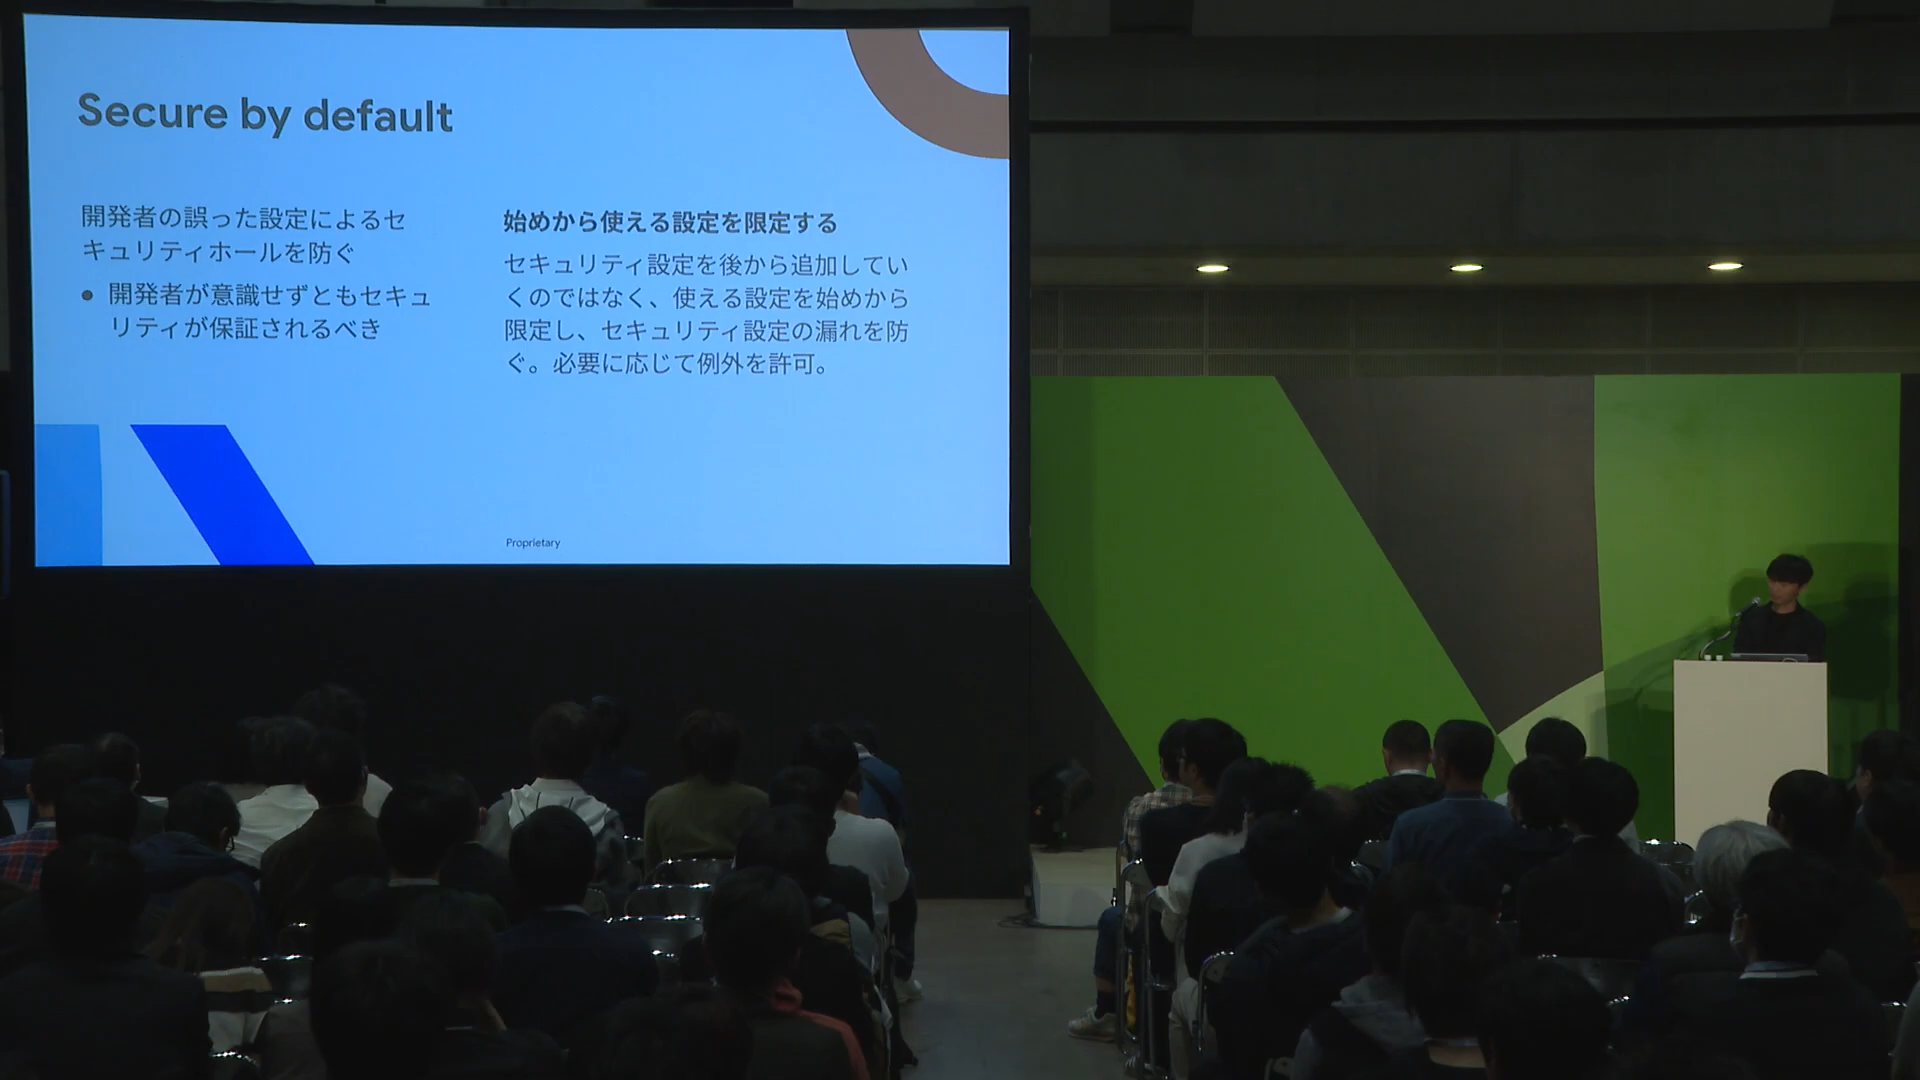 Secure by default
開発者の誤った設定によるセ
キュリティホールを防ぐ
● 開発者が意識せずともセキュ
リティが保証されるべき
始めから使える設定を限定する
セキュリティ設定を後から追加してい
くのではなく、使える設定を始めから
限定し、セキュリティ設定の漏れを防
ぐ。必要に応じて例外を許可。
Proprietary